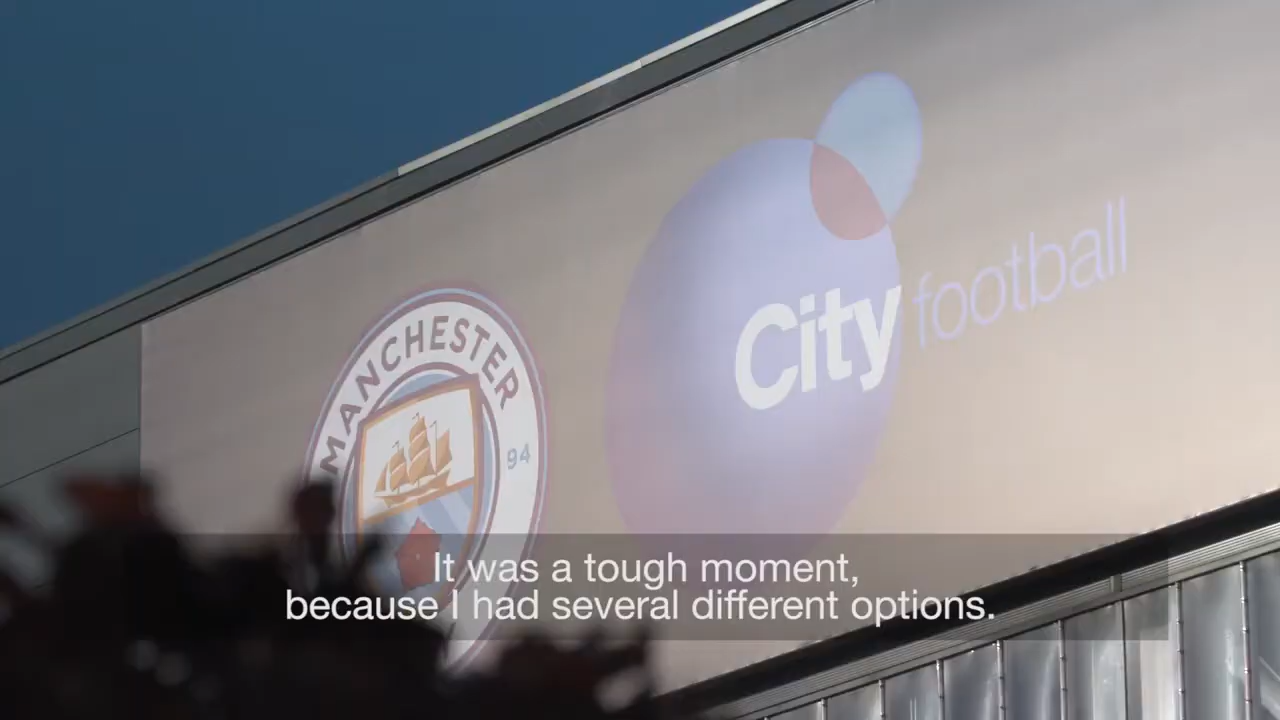 MANCHESTER
94
City football
It was a tough moment,
because I had several different options.